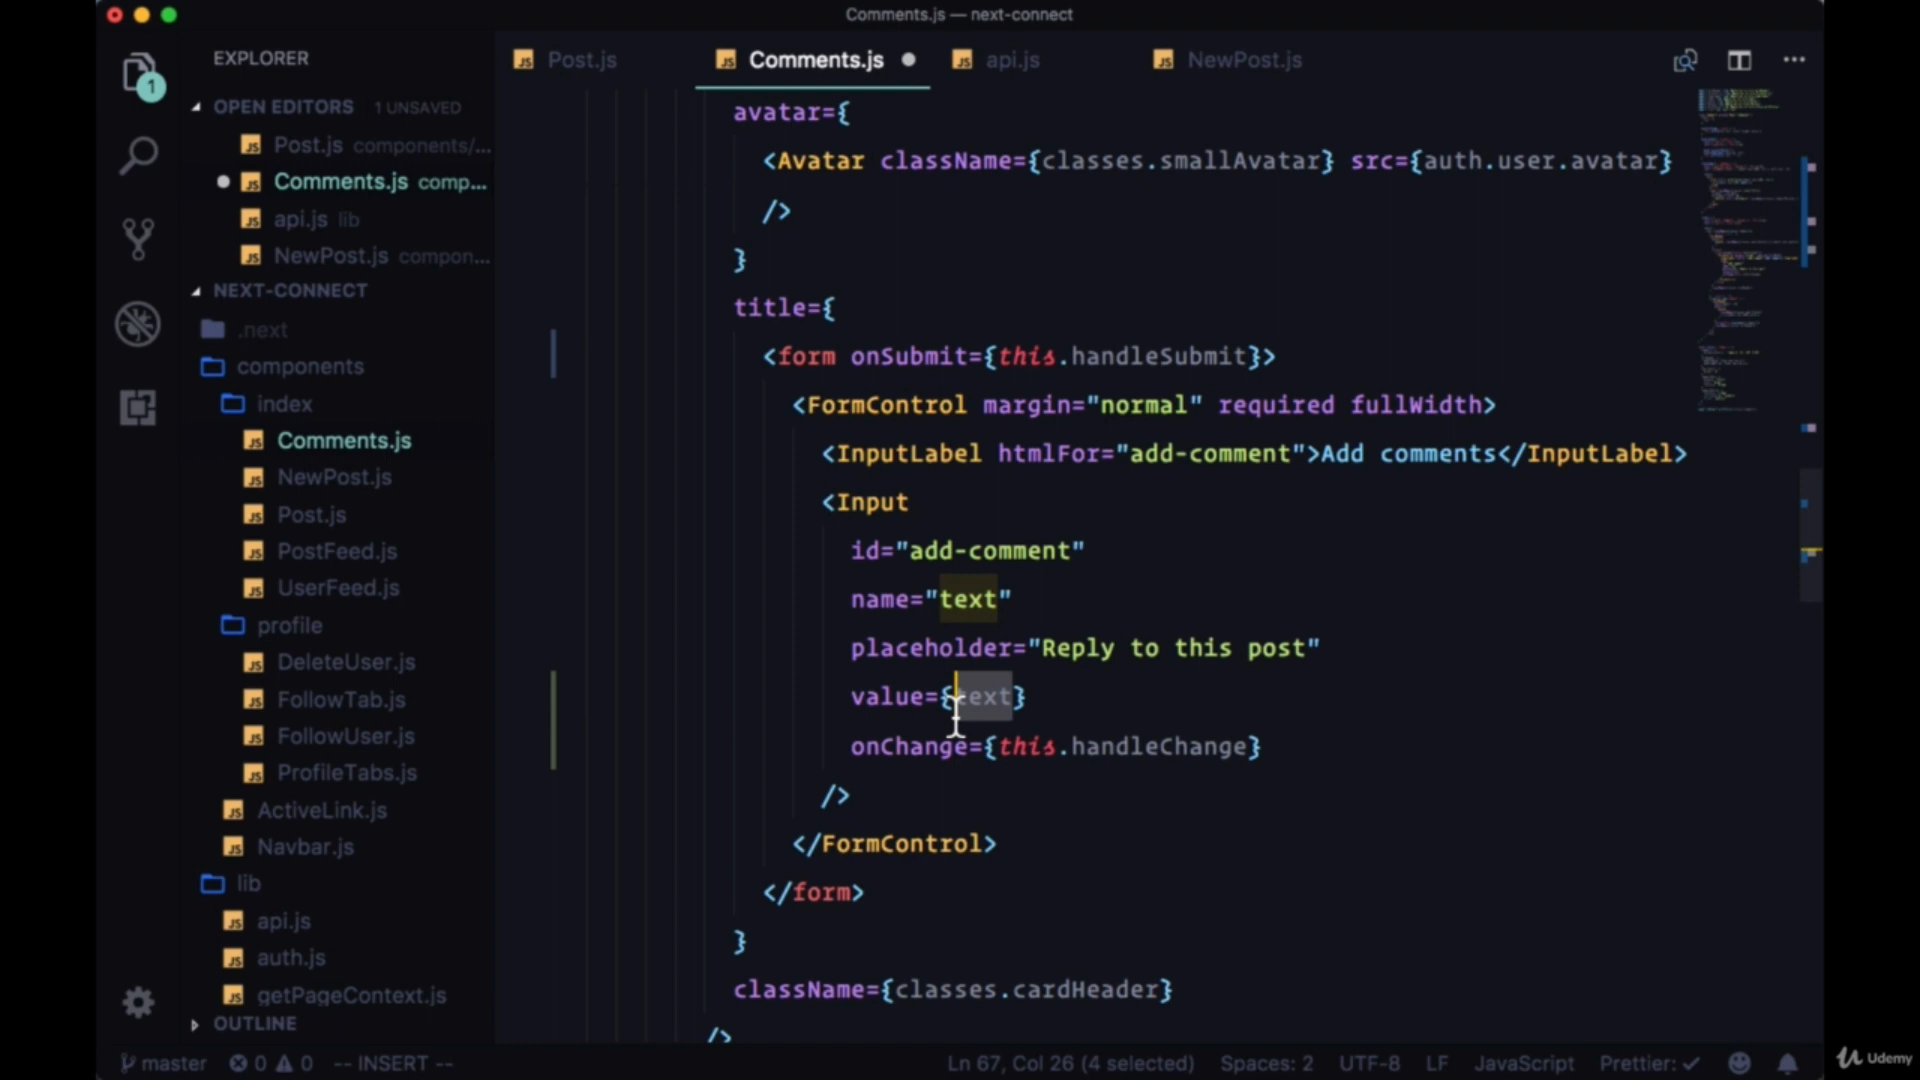 Comments.js — next-connect
EXPLORER
Post.js
Comments.js
api.js
NewPost.js
OPEN EDITORS 1 UNSAVED
Post.js components/...
Comments.js comp...
api.js lib
NewPost.js compon...
NEXT-CONNECT
.next
components
index
Comments.js
NewPost.js
Post.js
PostFeed.js
UserFeed.js
profile
DeleteUser.js
FollowTab.js
FollowUser.js
ProfileTabs.js
ActiveLink.js
Navbar.js
lib
api.js
auth.js
getPageContext.js
OUTLINE
avatar={
<Avatar className={classes.smallAvatar} src={auth.user.avatar}
/>
}
title={
<form onSubmit={this.handleSubmit}>
<FormControl margin="normal" required fullWidth>
<InputLabel htmlFor="add-comment">Add comments</InputLabel>
<Input
id="add-comment"
name="text"
placeholder="Reply to this post"
value={text}
onChange={this.handleChange}
/>
</FormControl>
</form>
}
className={classes.cardHeader}
/>
master 0 0 -- INSERT -- Ln 67, Col 26 (4 selected) Spaces: 2 UTF-8 LF JavaScript Prettier: ✓
1
Udemy